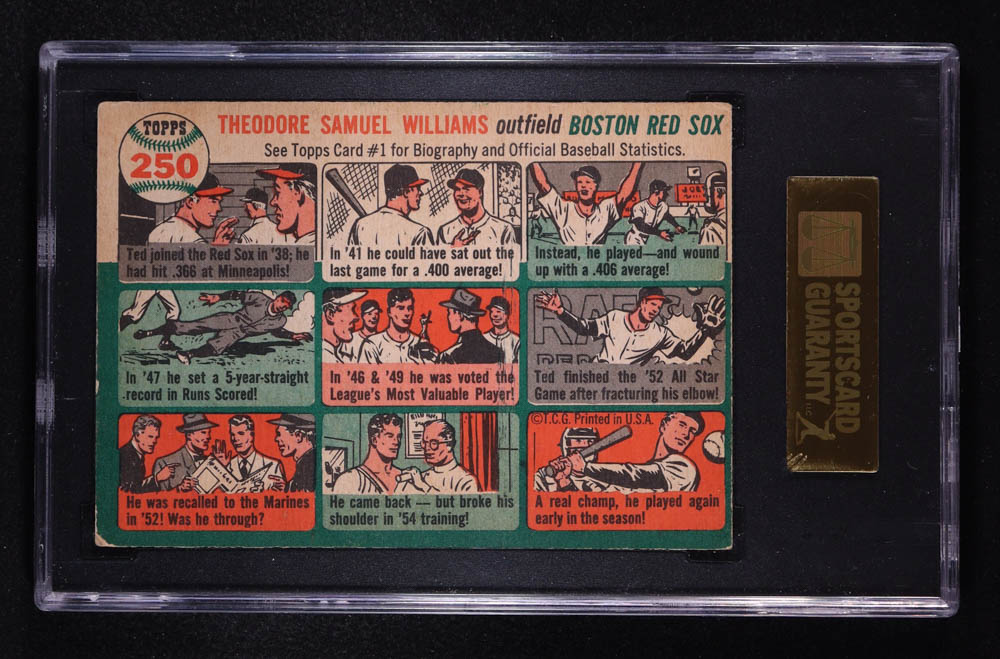 TOPPS
250
THEODORE SAMUEL WILLIAMS outfield BOSTON RED SOX
See Topps Card #1 for Biography and Official Baseball Statistics.
Ted joined the Red Sox in '38; he
had hit .366 at Minneapolis!
In '41 he could have sat out the
last game for a .400 average!
Instead, he played—and wound
up with a .406 average!
In '47 he set a 5-year-straight
record in Runs Scored!
In '46 & '49 he was voted the
League's Most Valuable Player!
Ted finished the '52 All Star
Game after fracturing his elbow!
He was recalled to the Marines
in '52! Was he through?
He came back — but broke his
shoulder in '54 training!
©T.C.G. Printed in U.S.A.
A real champ, he played again
early in the season!
SPORTSCARD
GUARANTY LLC